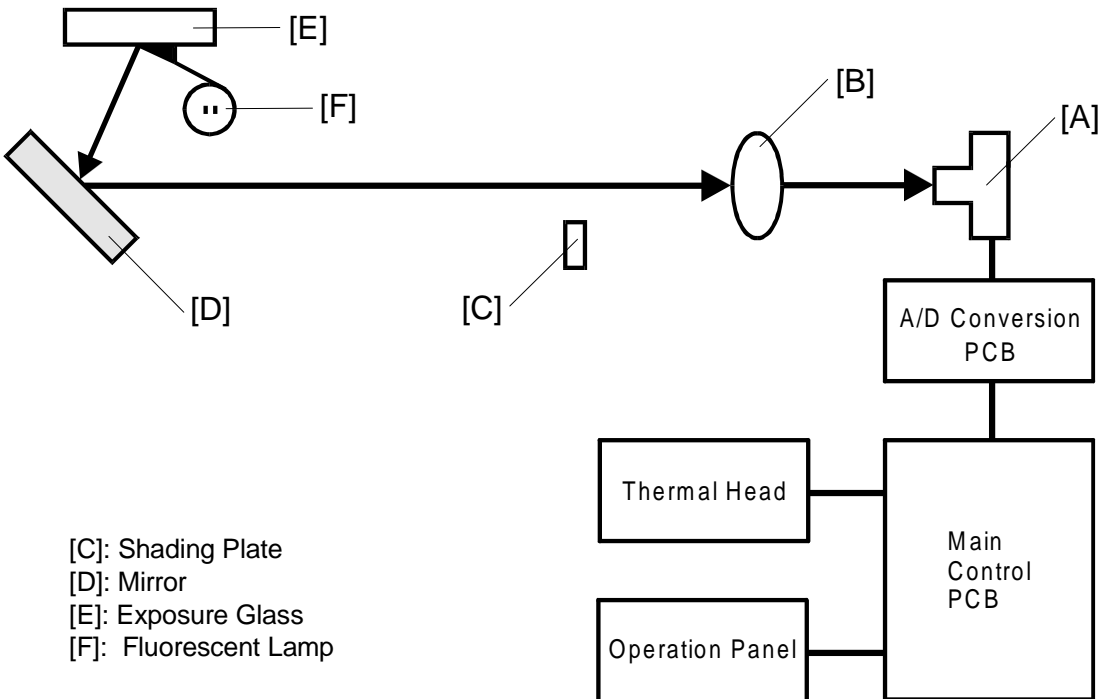 [E]
[F]
[B]
[A]
[D]
[C]
A/D Conversion
PCB
Thermal Head
Main
Control
PCB
Operation Panel
[C]: Shading Plate
[D]: Mirror
[E]: Exposure Glass
[F]: Fluorescent Lamp